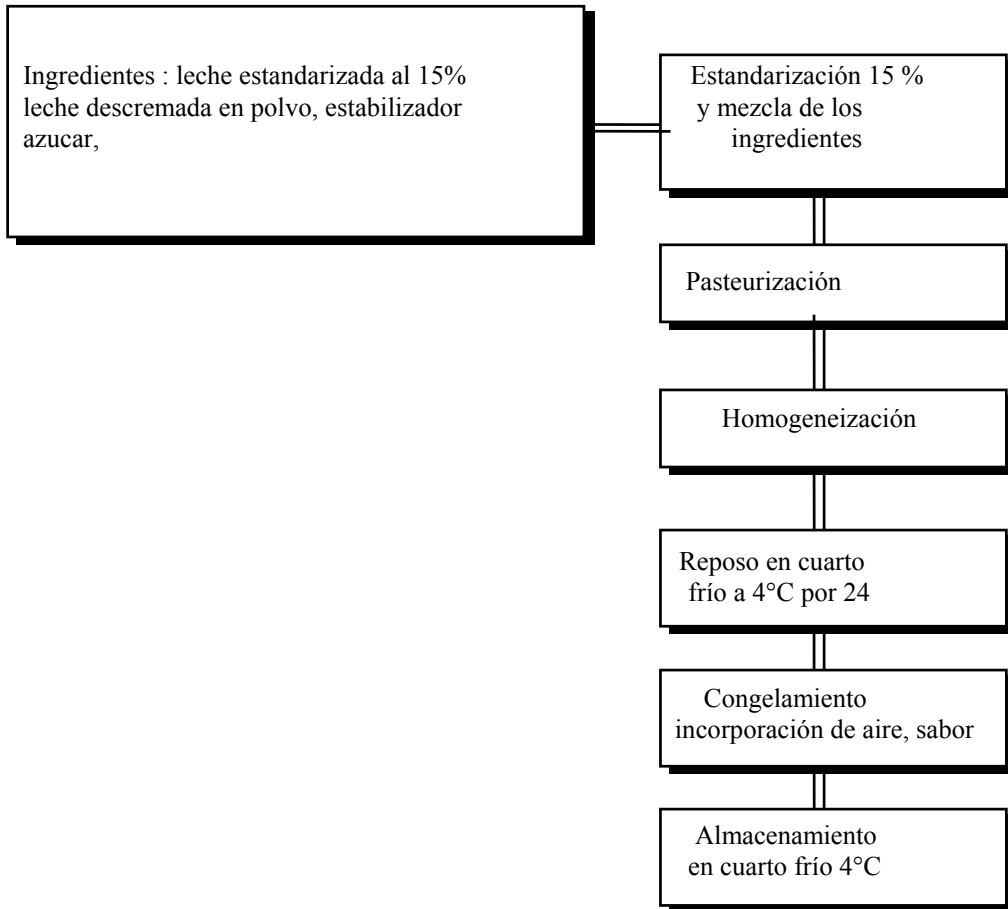 Ingredientes : leche estandarizada al 15%
leche descremada en polvo, estabilizador
azucar,
Estandarización 15 %
y mezcla de los
ingredientes
Pasteurización
Homogeneización
Reposo en cuarto
frío a 4°C por 24
Congelamiento
incorporación de aire, sabor
Almacenamiento
en cuarto frío 4°C